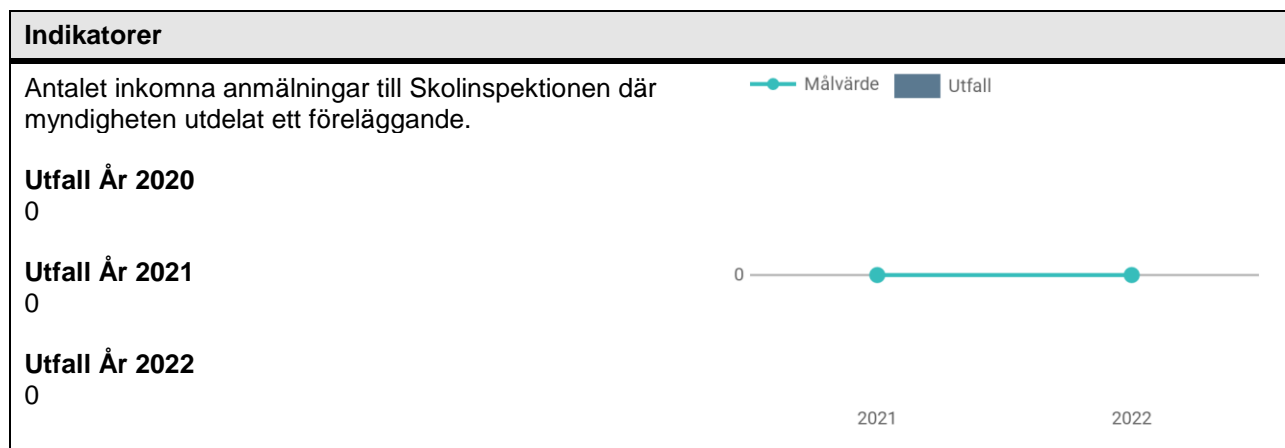 Indikatorer
Antalet inkomna anmälningar till Skolinspektionen där
myndigheten utdelat ett föreläggande.
Utfall År 2020
0
Utfall År 2021
0
Utfall År 2022
0
Målvärde Utfall
0
2021 2022